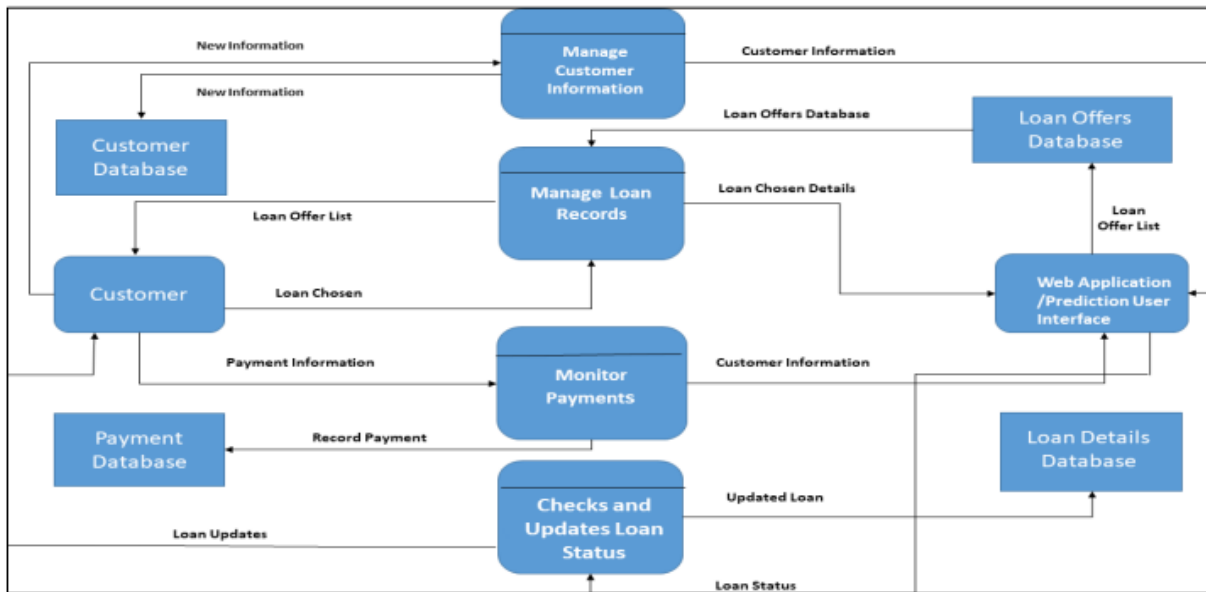 New Information
Manage
Customer
Information
Customer Information
New Information
Loan Offers Database
Loan Offers
Database
Customer
Database
Manage Loan
Records
Loan Chosen Details
Loan Offer List
Loan
Offer List
Customer
Loan Chosen
Web Application
/Prediction User
Interface
Payment Information
Monitor
Payments
Customer Information
Payment
Database
Record Payment
Loan Details
Database
Checks and
Updates Loan
Status
Updated Loan
Loan Updates
Loan Status